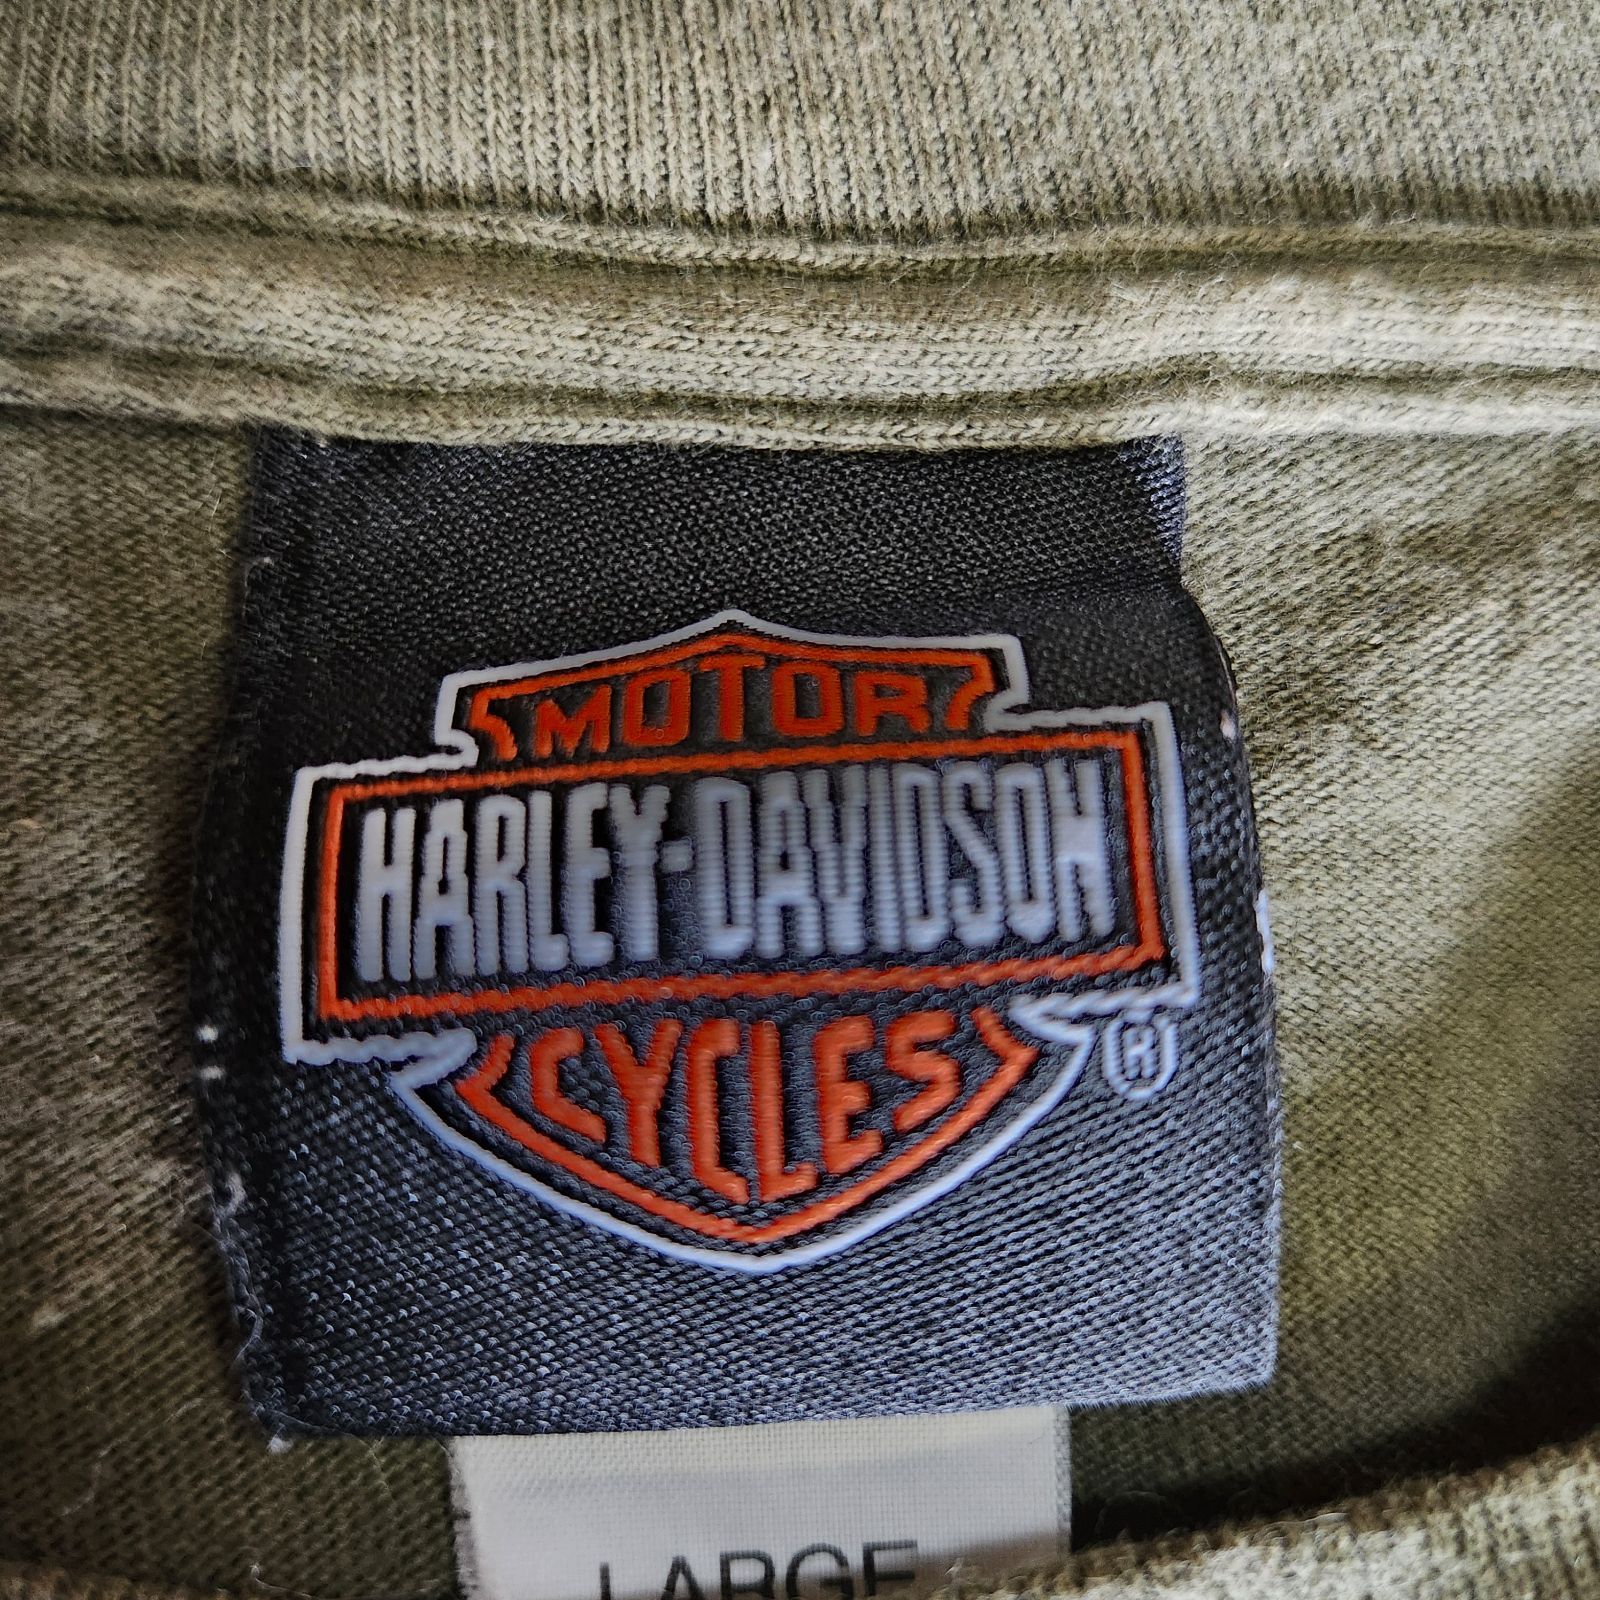 MOTOR
HARLEY-DAVIDSON
CYCLES
®
LARGE